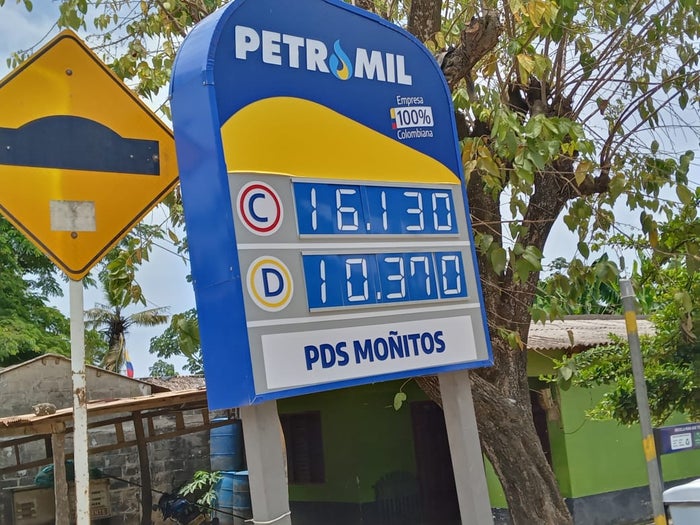 PETROMIL
Empresa
100%
Colombiana
C 16.130
D 10.370
PDS MOÑITOS